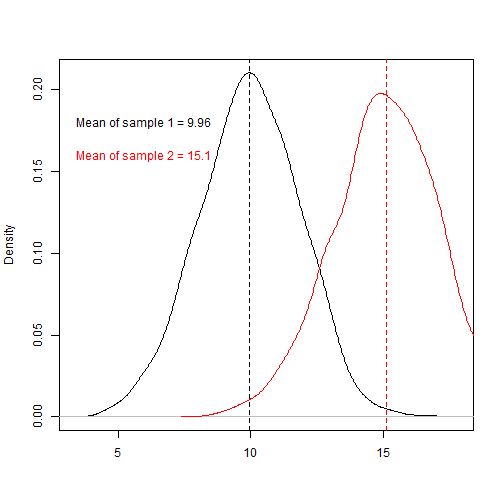 Mean of sample 1 = 9.96
Mean of sample 2 = 15.1
Density
0.20
0.15
0.10
0.05
0.00
5
10
15